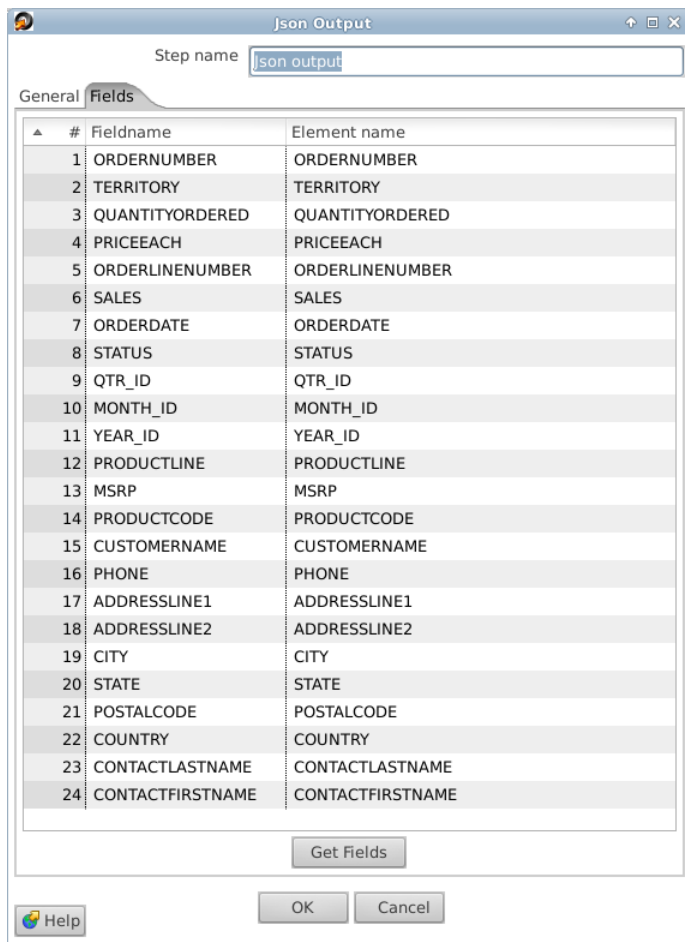 Json Output
Step name Json output
General Fields
# Fieldname Element name
1 ORDERNUMBER ORDERNUMBER
2 TERRITORY TERRITORY
3 QUANTITYORDERED QUANTITYORDERED
4 PRICEEACH PRICEEACH
5 ORDERLINENUMBER ORDERLINENUMBER
6 SALES SALES
7 ORDERDATE ORDERDATE
8 STATUS STATUS
9 QTR_ID QTR_ID
10 MONTH_ID MONTH_ID
11 YEAR_ID YEAR_ID
12 PRODUCTLINE PRODUCTLINE
13 MSRP MSRP
14 PRODUCTCODE PRODUCTCODE
15 CUSTOMERNAME CUSTOMERNAME
16 PHONE PHONE
17 ADDRESSLINE1 ADDRESSLINE1
18 ADDRESSLINE2 ADDRESSLINE2
19 CITY CITY
20 STATE STATE
21 POSTALCODE POSTALCODE
22 COUNTRY COUNTRY
23 CONTACTLASTNAME CONTACTLASTNAME
24 CONTACTFIRSTNAME CONTACTFIRSTNAME
Get Fields
OK Cancel
Help